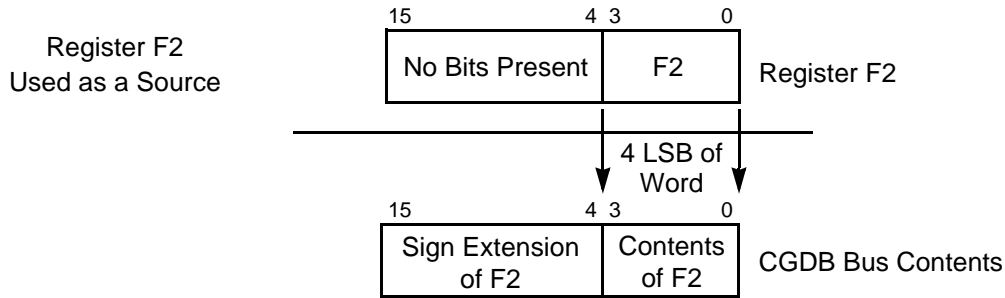 Register F2
Used as a Source
15 4 3 0
No Bits Present F2
Register F2
4 LSB of
Word
15 4 3 0
Sign Extension
of F2
Contents
of F2
CGDB Bus Contents